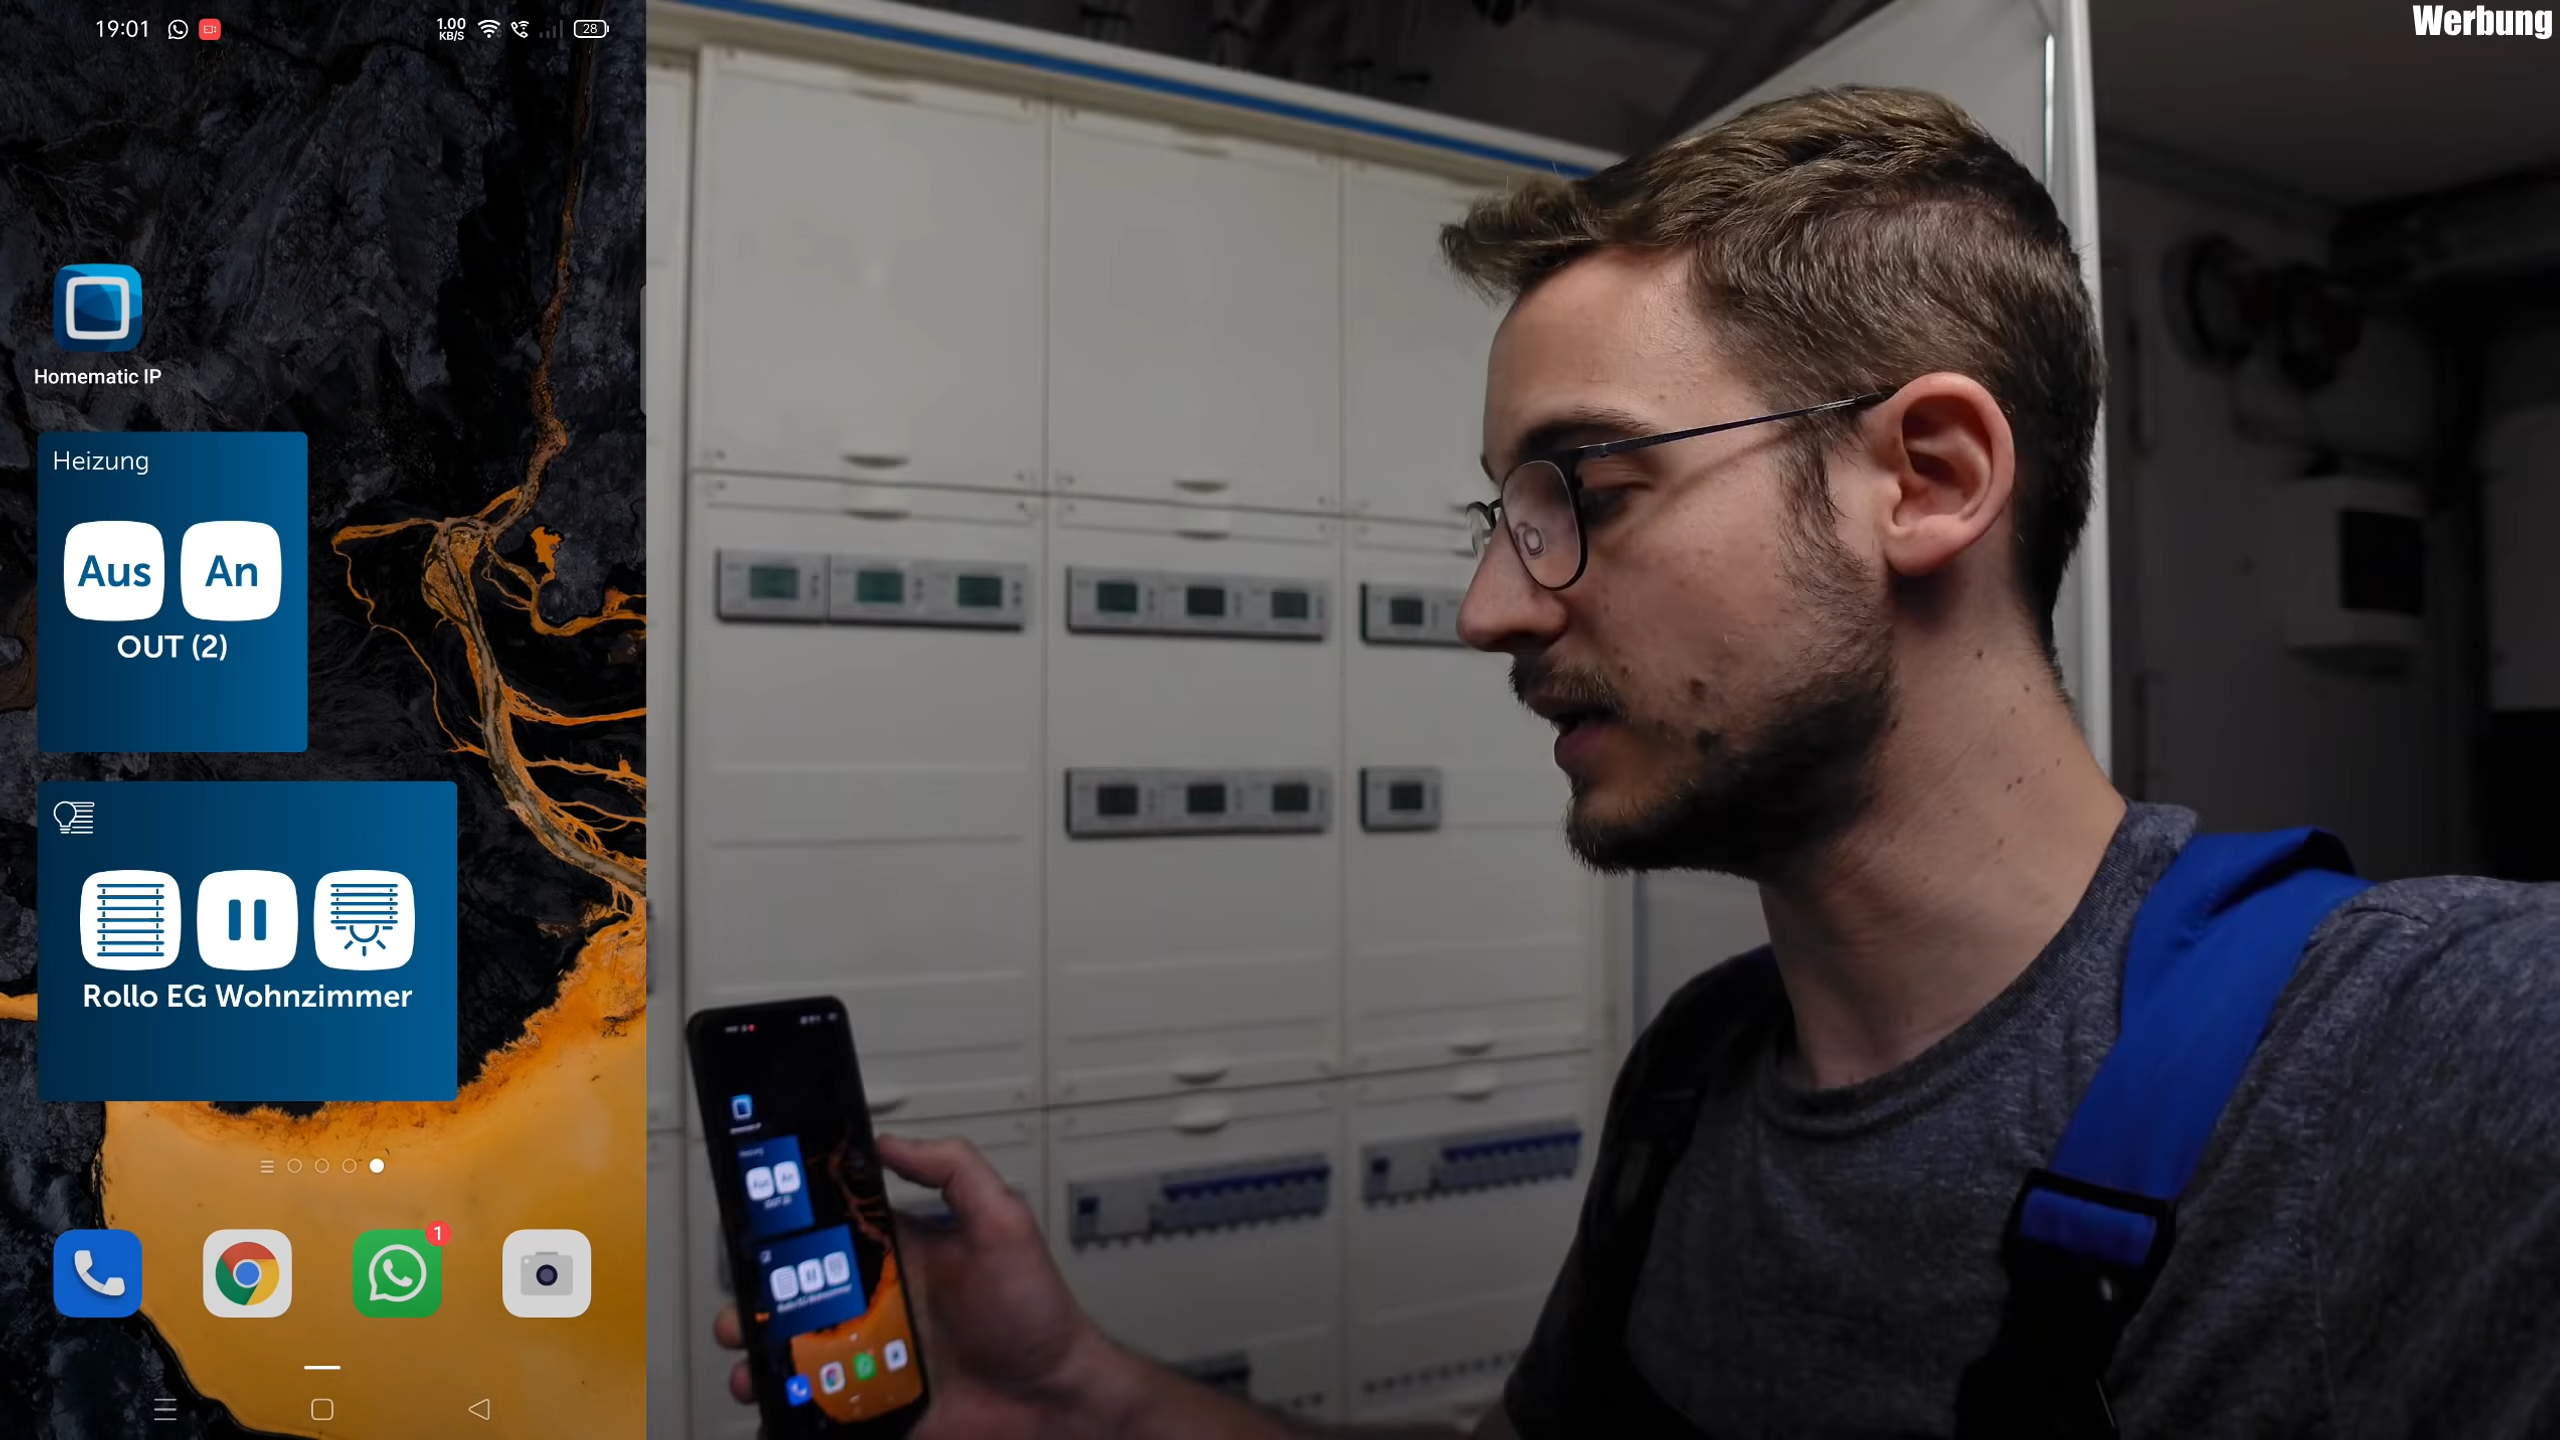 19:01
1.00
KB/S
28
Werbung
Homematic IP
Heizung
Aus An
OUT (2)
Rollo EG Wohnzimmer
1